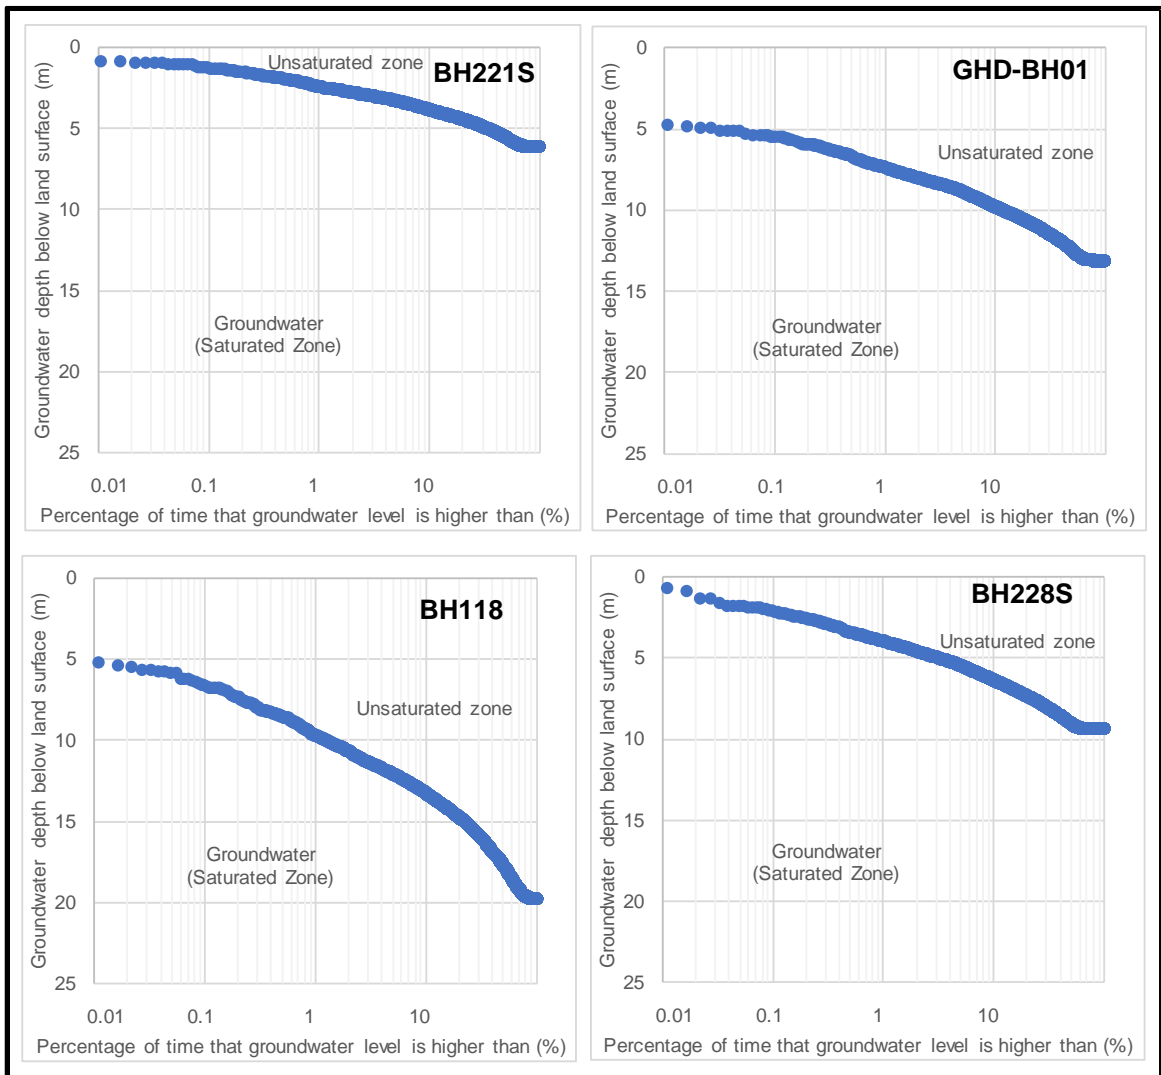 Groundwater depth below land surface (m)
0
5
10
15
20
25
Unsaturated zone
BH221S
Groundwater
(Saturated Zone)
0.01 0.1 1 10
Percentage of time that groundwater level is higher than (%)
Groundwater depth below land surface (m)
0
5
10
15
20
25
GHD-BH01
Unsaturated zone
Groundwater
(Saturated Zone)
0.01 0.1 1 10
Percentage of time that groundwater level is higher than (%)
Groundwater depth below land surface (m)
0
5
10
15
20
25
BH118
Unsaturated zone
Groundwater
(Saturated Zone)
0.01 0.1 1 10
Percentage of time that groundwater level is higher than (%)
Groundwater depth below land surface (m)
0
5
10
15
20
25
BH228S
Unsaturated zone
Groundwater
(Saturated Zone)
0.01 0.1 1 10
Percentage of time that groundwater level is higher than (%)